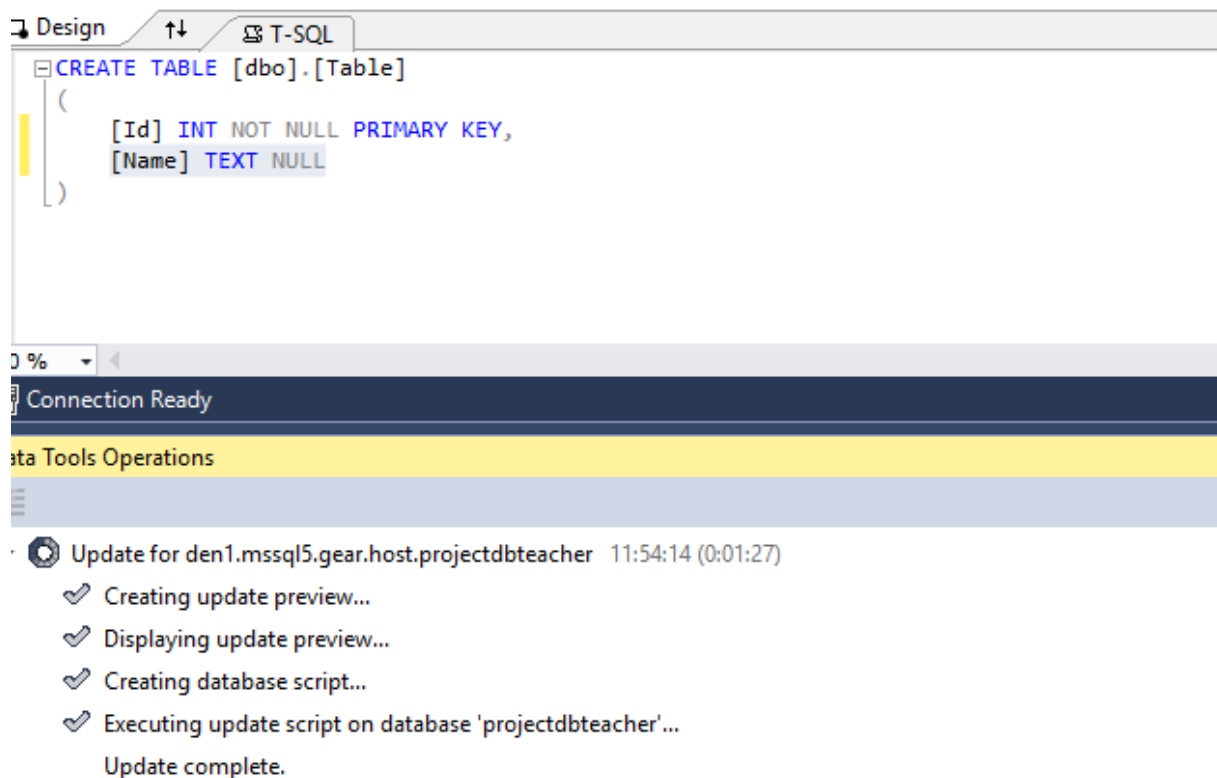 Design
T-SQL
CREATE TABLE [dbo].[Table]
(
[Id] INT NOT NULL PRIMARY KEY,
[Name] TEXT NULL
)
%
Connection Ready
Tools Operations
Update for den1.mssql5.gear.host.projectdbteacher 11:54:14 (0:01:27)
Creating update preview...
Displaying update preview...
Creating database script...
Executing update script on database 'projectdbteacher'...
Update complete.